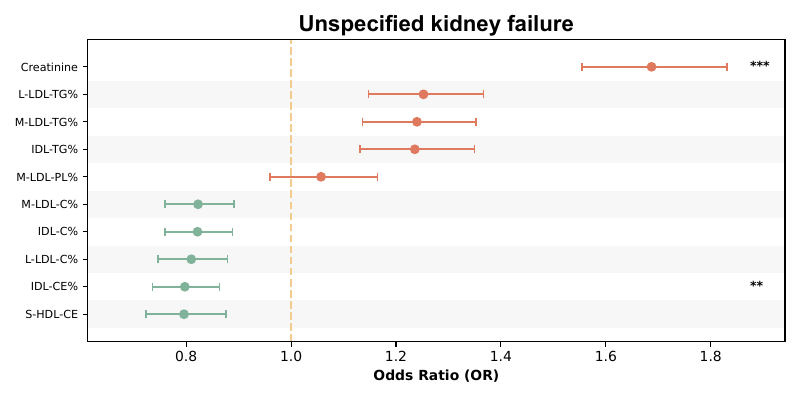 Unspecified kidney failure
Creatinine
***
L-LDL-TG%
M-LDL-TG%
IDL-TG%
M-LDL-PL%
M-LDL-C%
IDL-C%
L-LDL-C%
IDL-CE%
**
S-HDL-CE
0.8 1.0 1.2 1.4 1.6 1.8
Odds Ratio (OR)